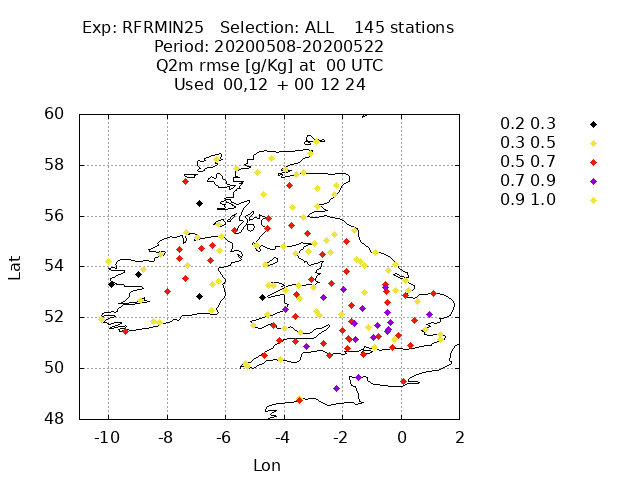 Exp: RFRMIN25 Selection: ALL 145 stations
Period: 20200508-20200522
Q2m rmse [g/Kg] at 00 UTC
Used 00,12 + 00 12 24
60
58
56
54
52
50
48
Lat
-10 -8 -6 -4 -2 0 2
Lon
0.2 0.3
0.3 0.5
0.5 0.7
0.7 0.9
0.9 1.0